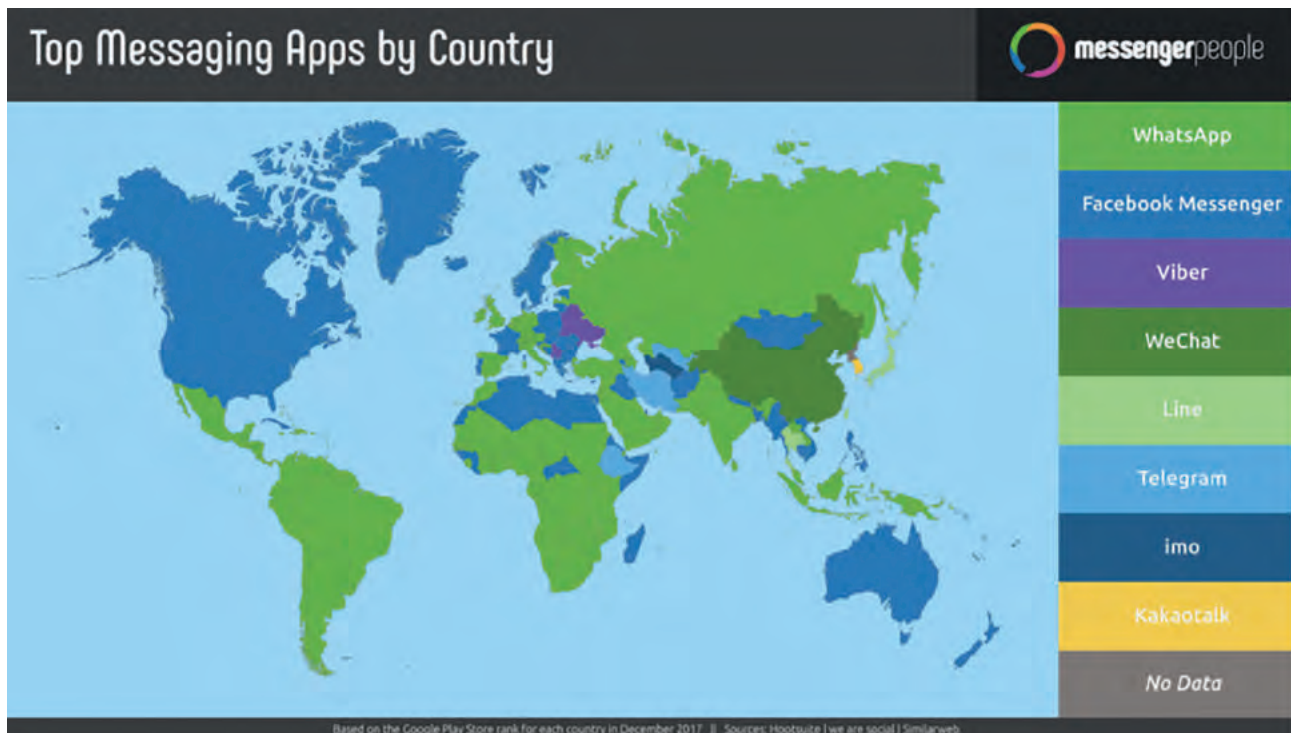 Top Messaging Apps by Country
messengerpeople
WhatsApp
Facebook Messenger
Viber
WeChat
Line
Telegram
imo
Kakaotalk
No Data
Based on the Google Play Store rank for each country in December 2017 || Sources: Hootsuite | we are social | Similarweb